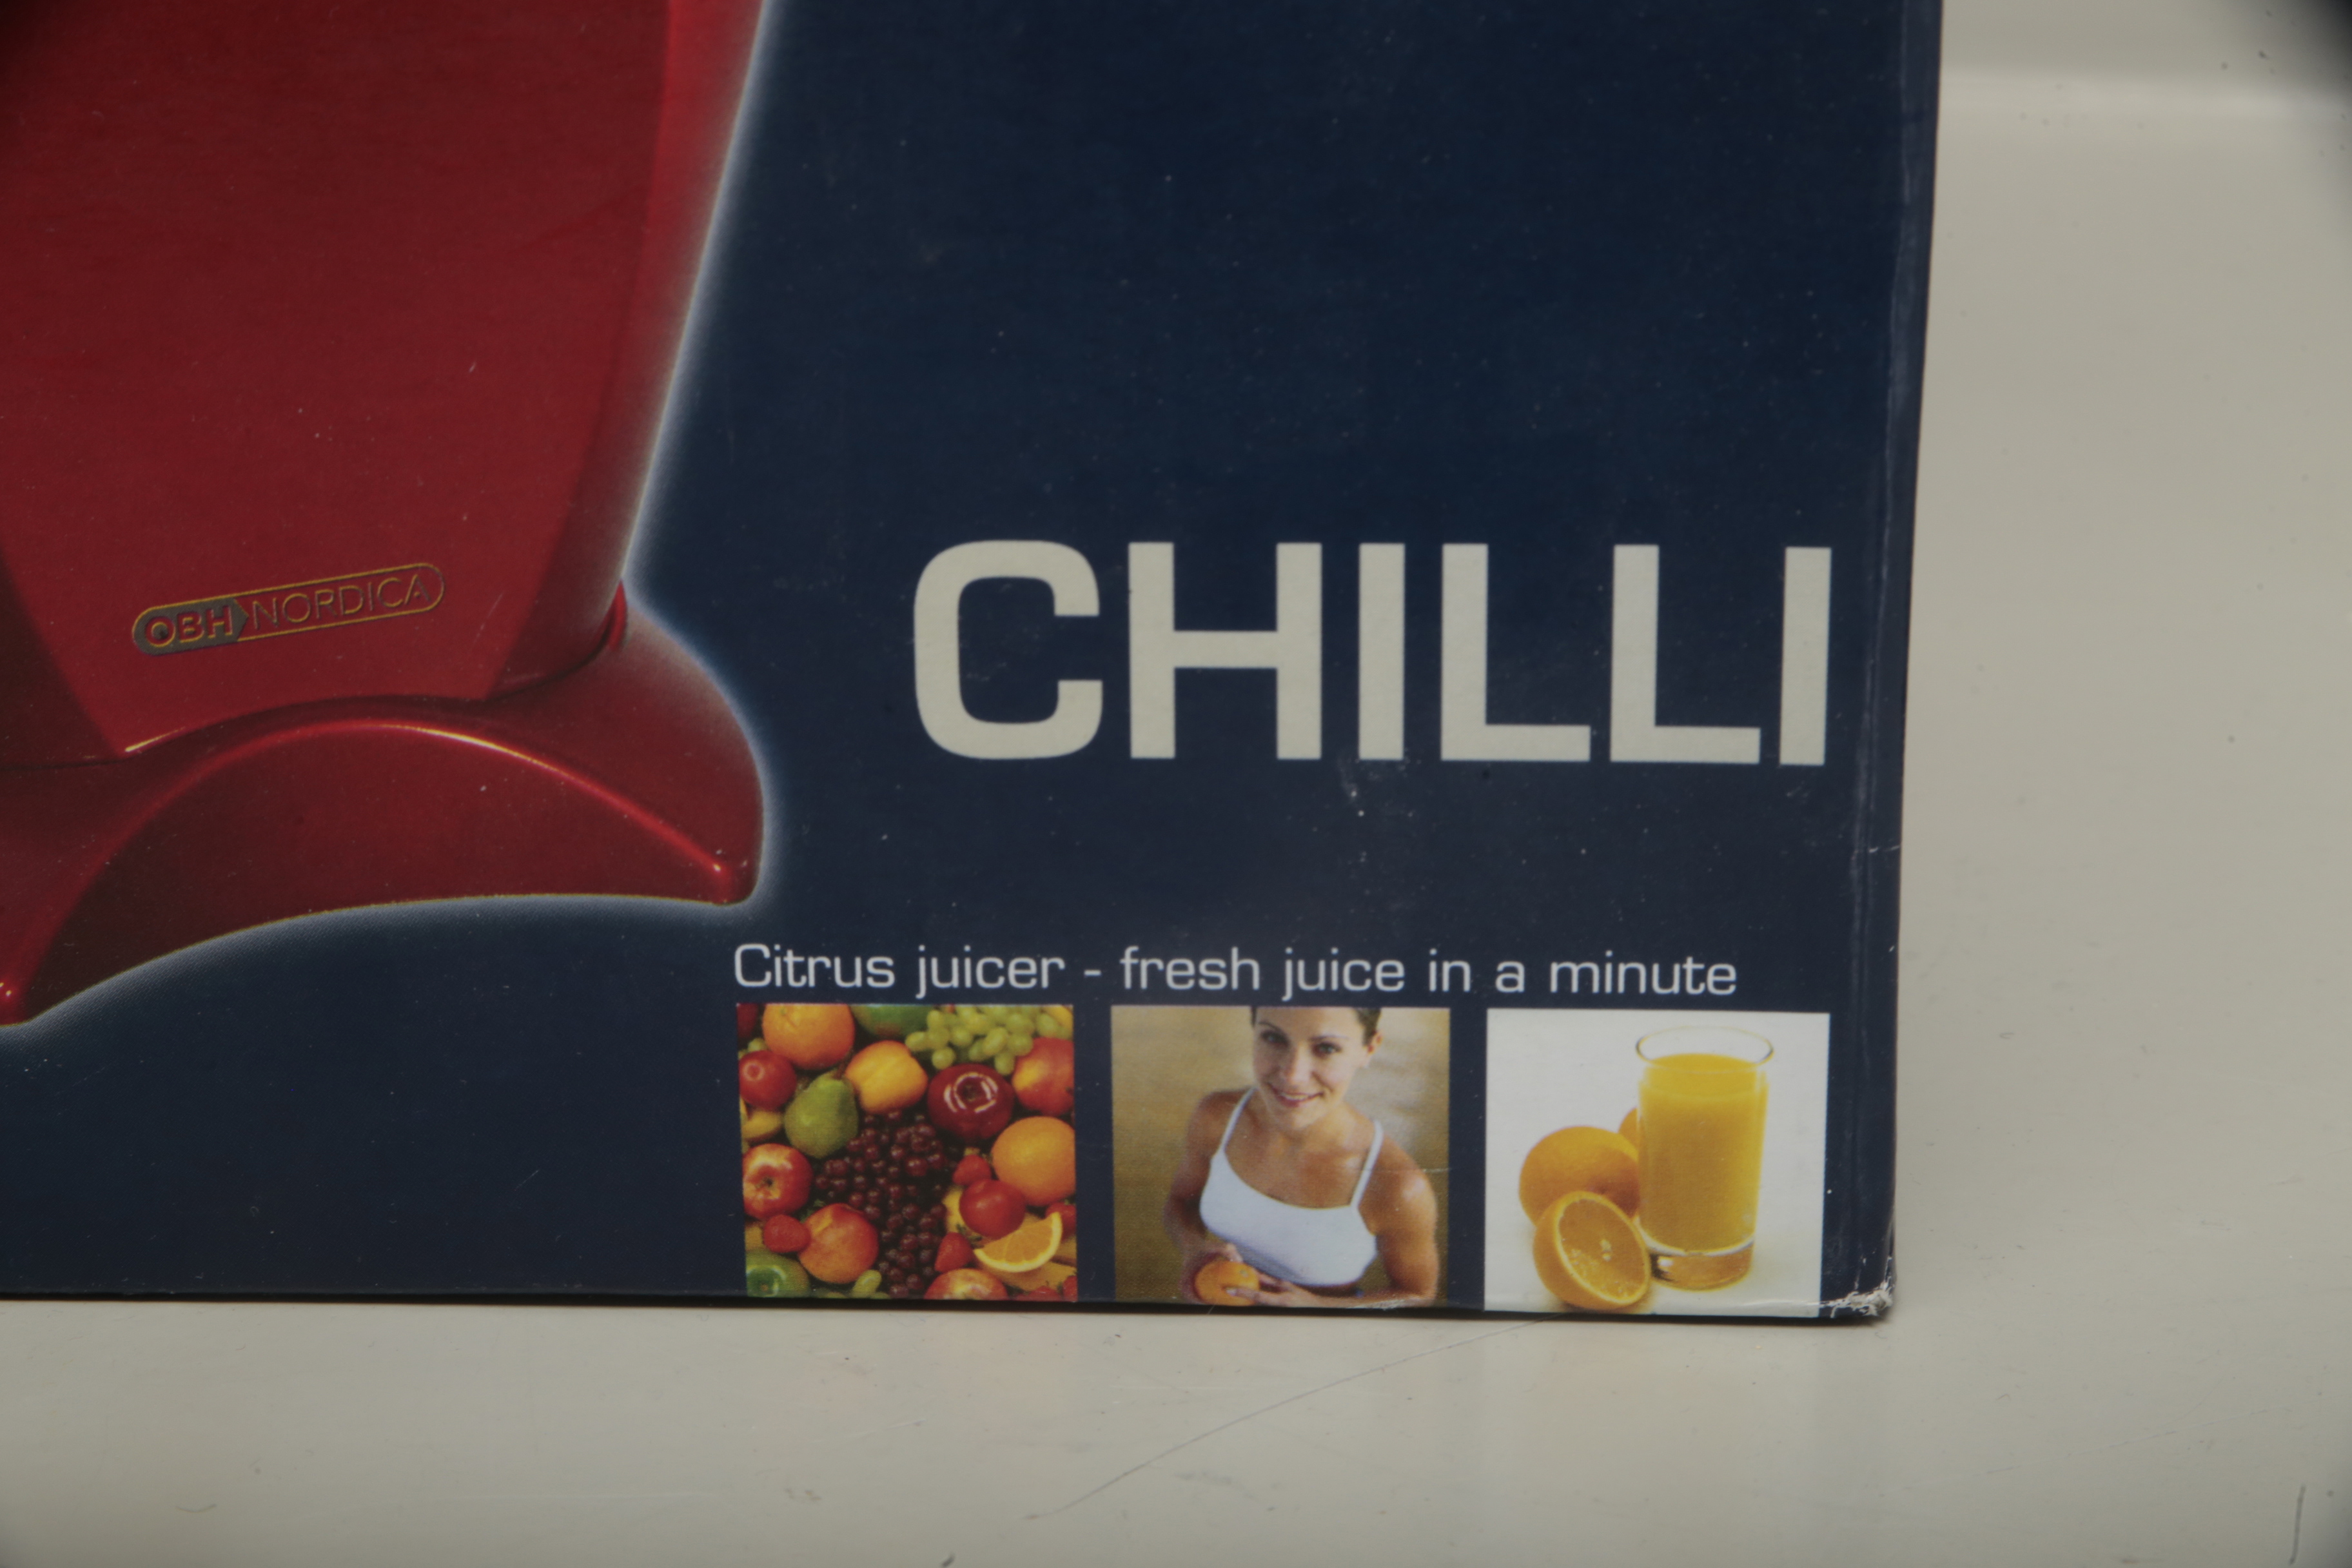 OBH NORDICA
CHILLI
Citrus juicer - fresh juice in a minute